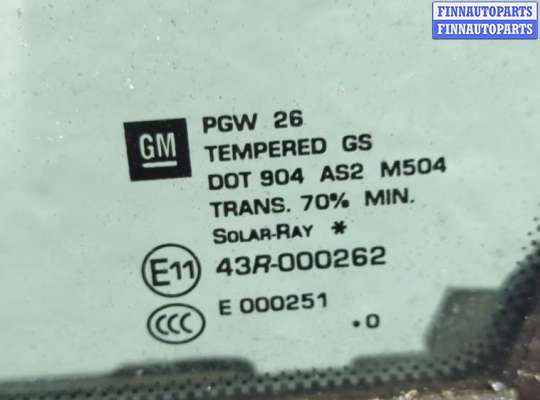 FINNAUTOPARTS
FINNAUTOPARTS
GM
PGW 26
TEMPERED GS
DOT 904 AS2 M504
TRANS. 70% MIN.
SOLAR-RAY *
E11 43R-000262
CCC E 000251
.0